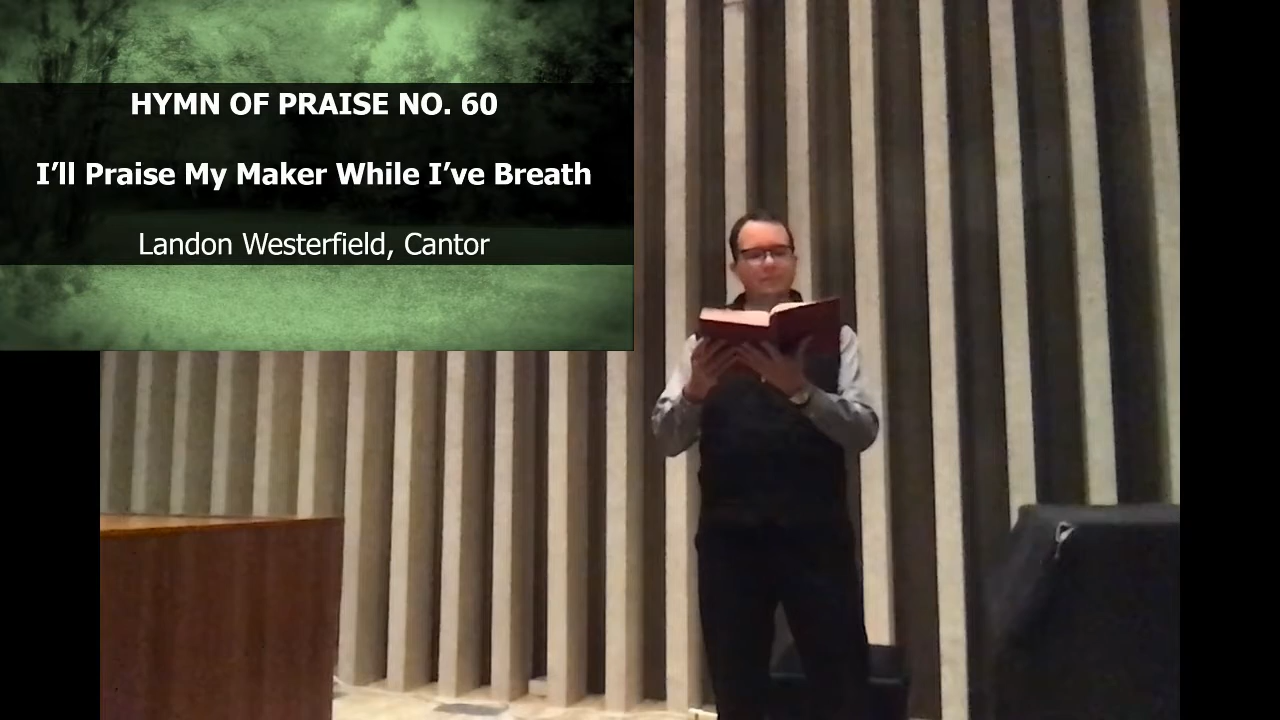 HYMN OF PRAISE NO. 60
I’ll Praise My Maker While I’ve Breath
Landon Westerfield, Cantor